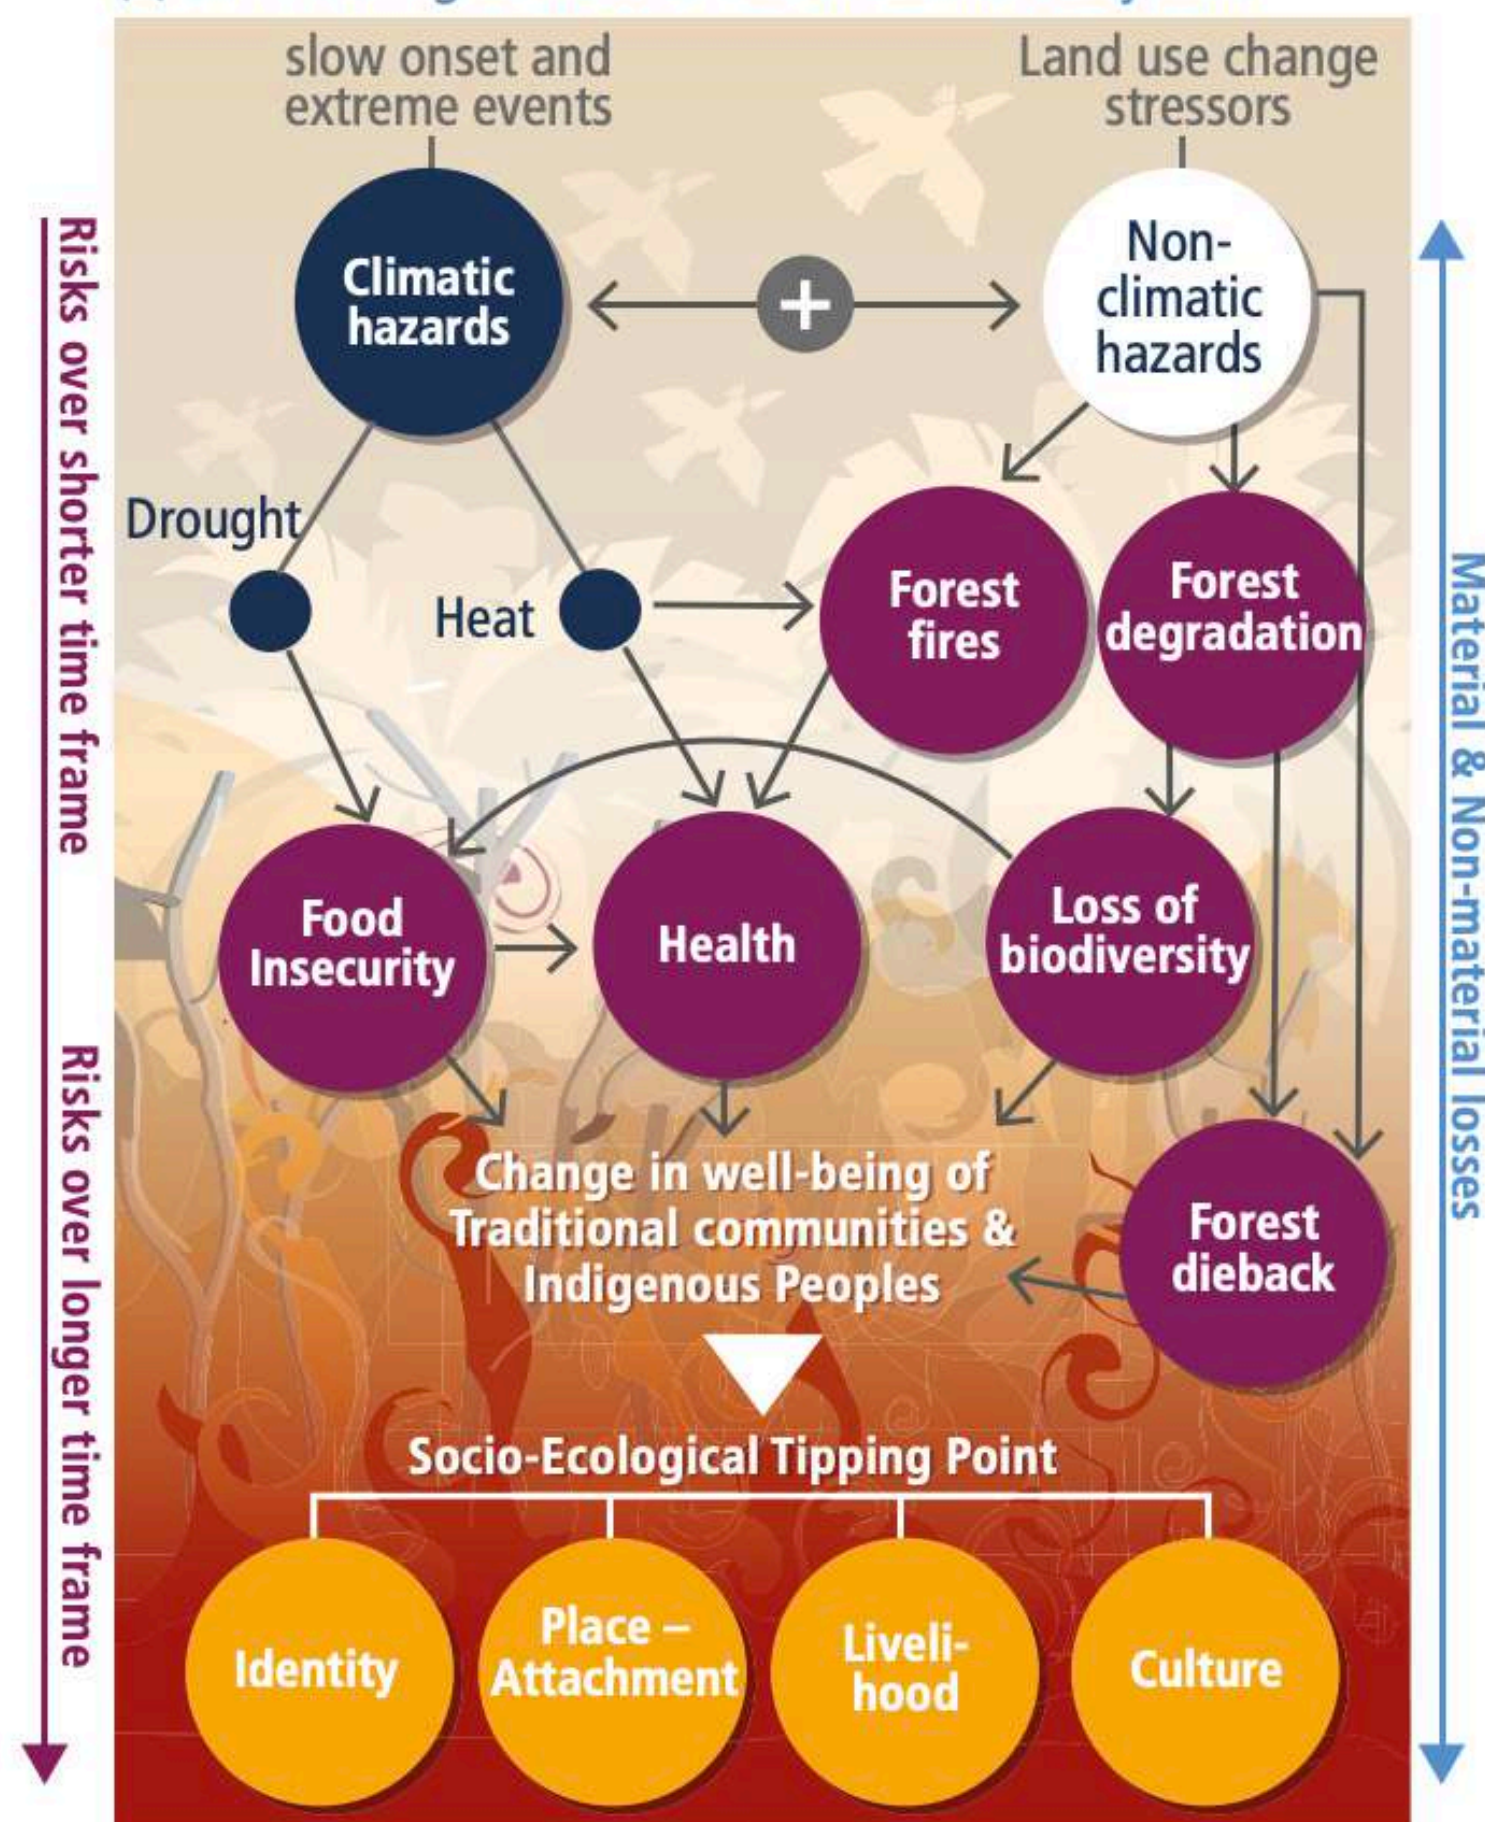 slow onset and
extreme events
Land use change
stressors
Climatic
hazards
+
Non-
climatic
hazards
Risks over shorter time frame
Drought
Heat
Forest
fires
Forest
degradation
Material & Non-material losses
Food
Insecurity
Health
Loss of
biodiversity
Risks over longer time frame
Change in well-being of
Traditional communities &
Indigenous Peoples
Forest
dieback
Socio-Ecological Tipping Point
Identity
Place –
Attachment
Liveli-
hood
Culture